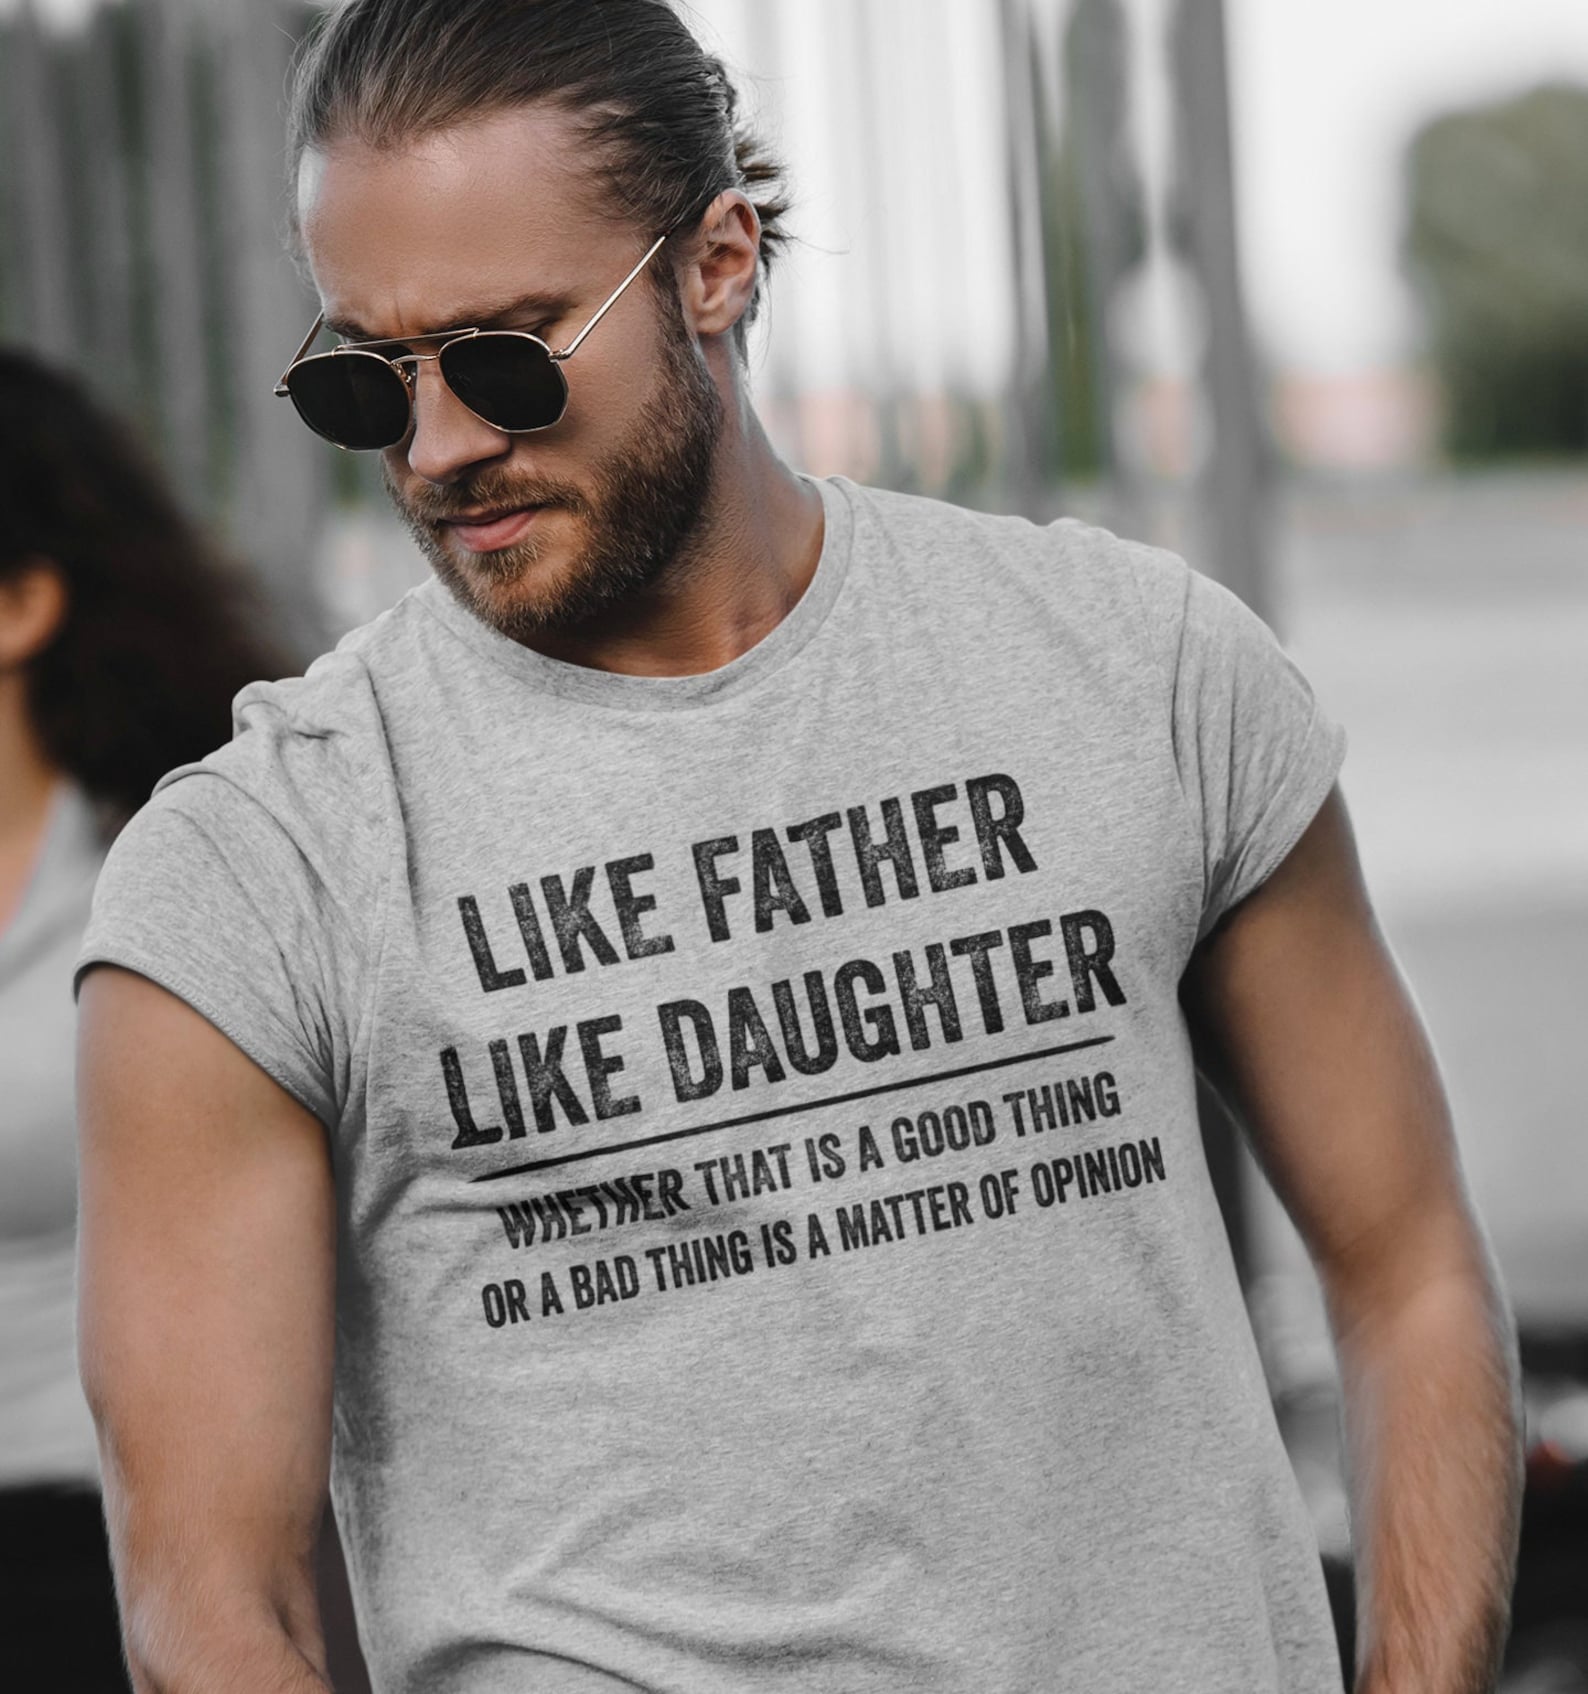 LIKE FATHER
LIKE DAUGHTER
WHETHER THAT IS A GOOD THING
OR A BAD THING IS A MATTER OF OPINION